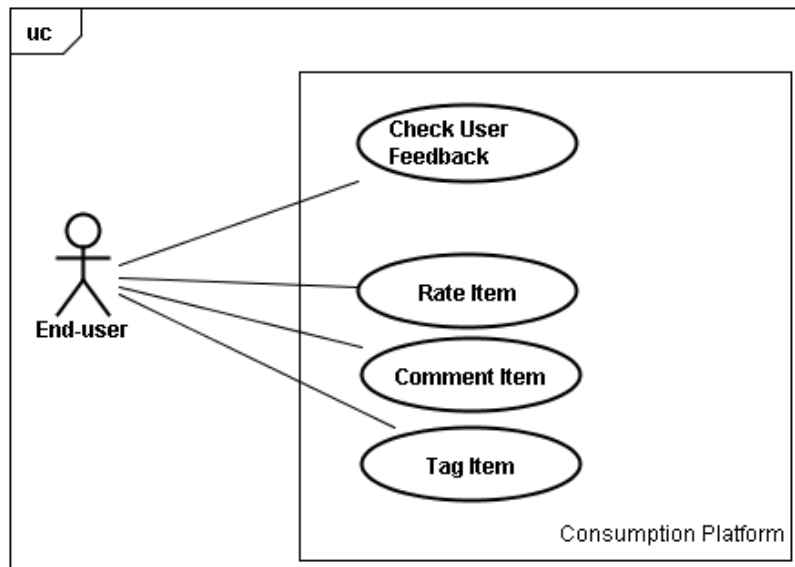 uc
Check User
Feedback
End-user
Rate Item
Comment Item
Tag Item
Consumption Platform